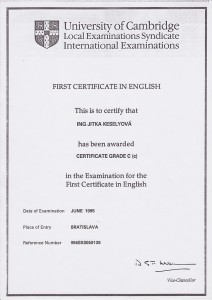 University of Cambridge
Local Examinations Syndicate
International Examinations
FIRST CERTIFICATE IN ENGLISH
This is to certify that
ING JITKA KESELYOVÁ
has been awarded
CERTIFICATE GRADE C (c)
in the Examination for the
First Certificate in English
Date of Examination JUNE 1995
Place of Entry BRATISLAVA
Reference Number
Vice-Chancellor